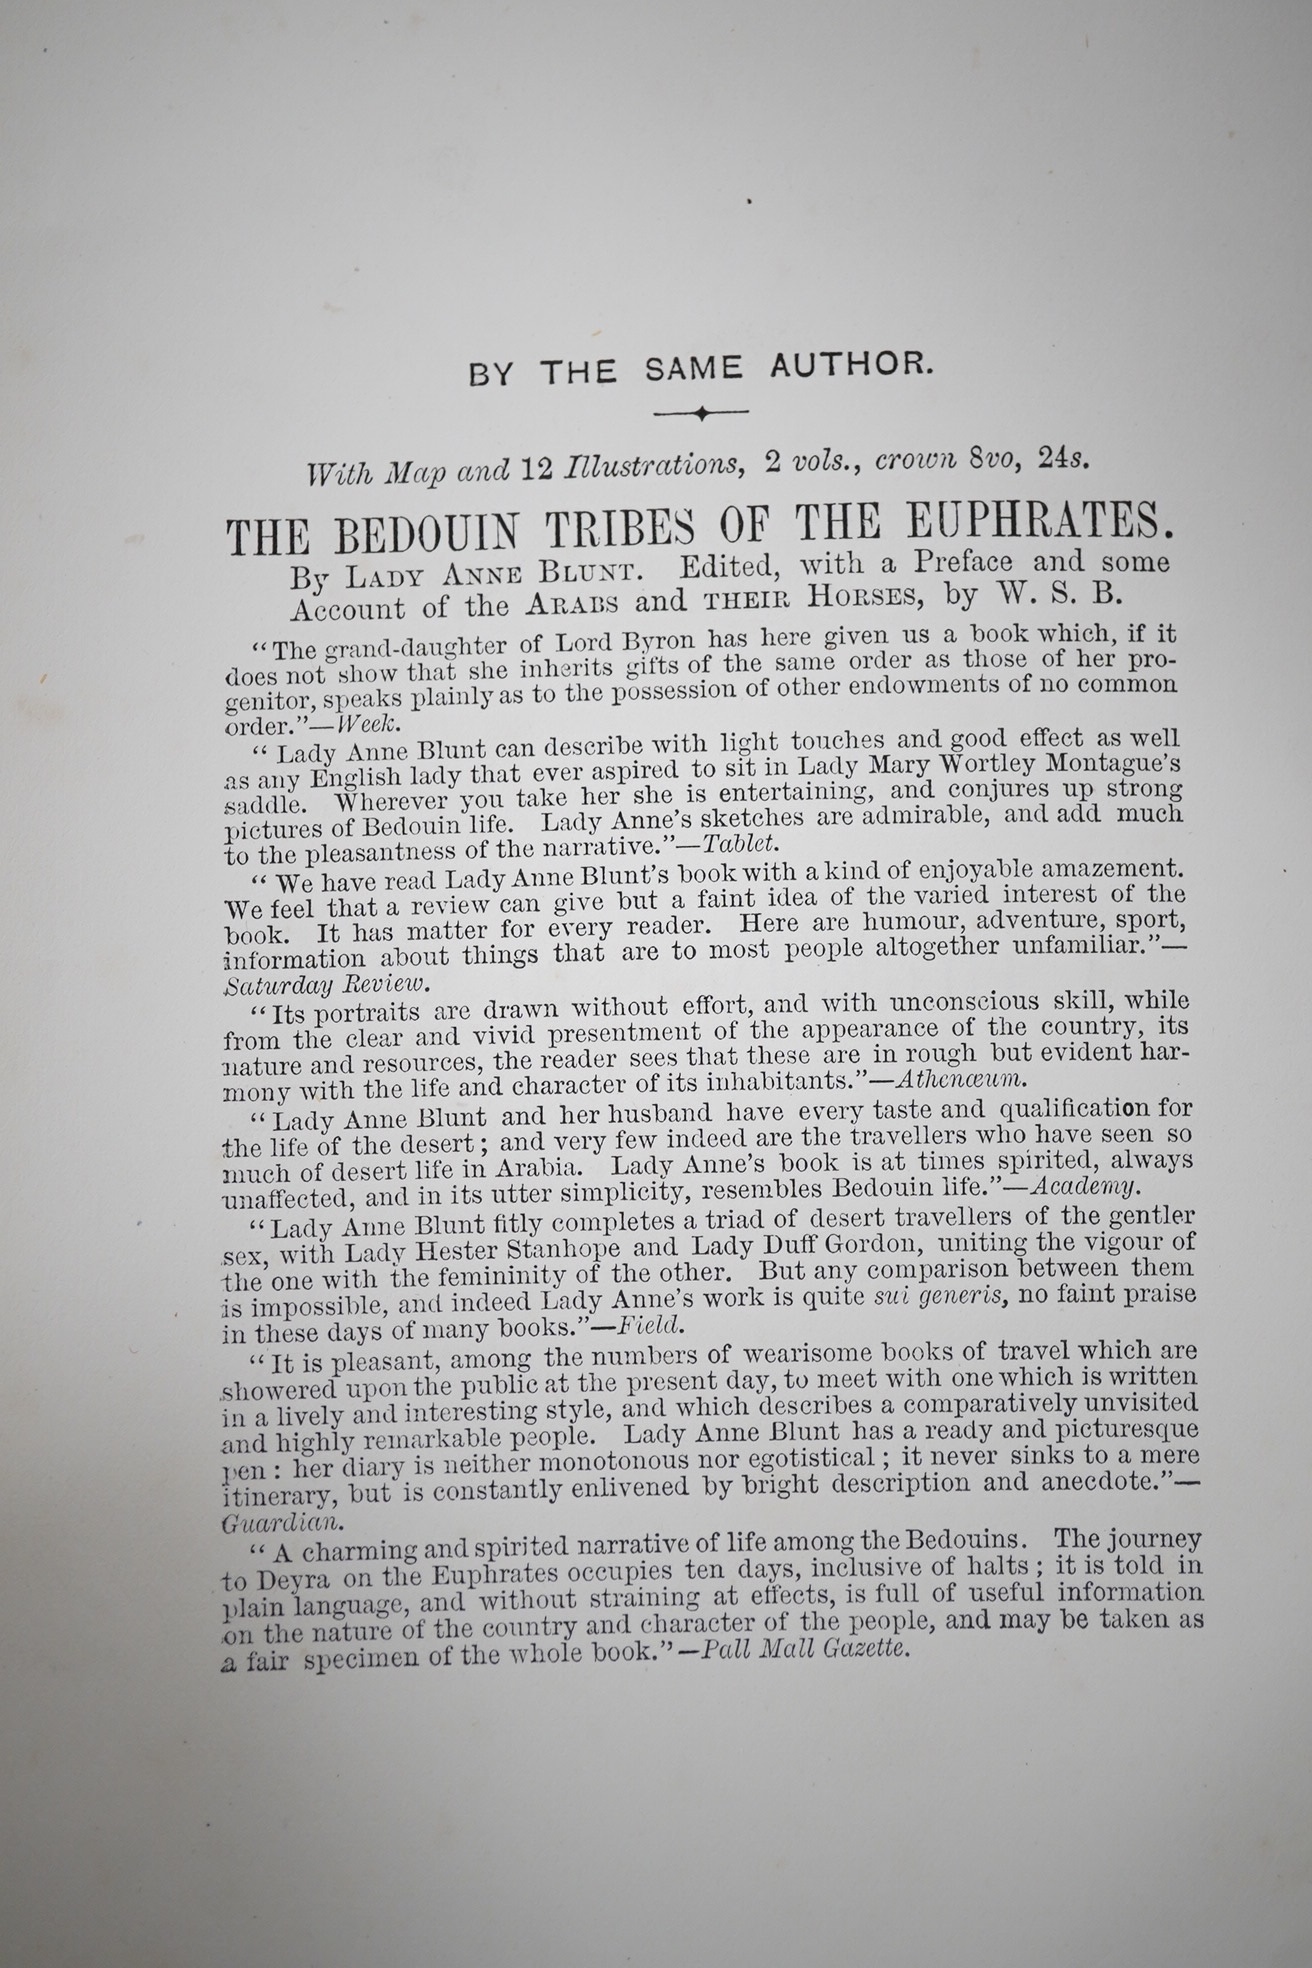 BY THE SAME AUTHOR.
With Map and 12 Illustrations, 2 vols., crown 8vo, 24s.
THE BEDOUIN TRIBES OF THE EUPHRATES.
By LADY ANNE BLUNT. Edited, with a Preface and some
Account of the ARABS and THEIR HORSES, by W. S. B.
“The grand-daughter of Lord Byron has here given us a book which, if it
does not show that she inherits gifts of the same order as those of her pro-
genitor, speaks plainly as to the possession of other endowments of no common
order.”—Week.
“Lady Anne Blunt can describe with light touches and good effect as well
as any English lady that ever aspired to sit in Lady Mary Wortley Montague's
saddle. Wherever you take her she is entertaining, and conjures up strong
pictures of Bedouin life. Lady Anne's sketches are admirable, and add much
to the pleasantness of the narrative.”—Tablet.
“We have read Lady Anne Blunt's book with a kind of enjoyable amazement.
We feel that a review can give but a faint idea of the varied interest of the
book. It has matter for every reader. Here are humour, adventure, sport,
information about things that are to most people altogether unfamiliar.”—
Saturday Review.
“Its portraits are drawn without effort, and with unconscious skill, while
from the clear and vivid presentment of the appearance of the country, its
nature and resources, the reader sees that these are in rough but evident har-
mony with the life and character of its inhabitants.”—Athenæum.
“Lady Anne Blunt and her husband have every taste and qualification for
the life of the desert; and very few indeed are the travellers who have seen so
much of desert life in Arabia. Lady Anne's book is at times spirited, always
unaffected, and in its utter simplicity, resembles Bedouin life.”—Academy.
“Lady Anne Blunt fitly completes a triad of desert travellers of the gentler
sex, with Lady Hester Stanhope and Lady Duff Gordon, uniting the vigour of
the one with the femininity of the other. But any comparison between them
is impossible, and indeed Lady Anne's work is quite sui generis, no faint praise
in these days of many books.”—Field.
“It is pleasant, among the numbers of wearisome books of travel which are
showered upon the public at the present day, to meet with one which is written
in a lively and interesting style, and which describes a comparatively unvisited
and highly remarkable people. Lady Anne Blunt has a ready and picturesque
pen: her diary is neither monotonous nor egotistical; it never sinks to a mere
itinerary, but is constantly enlivened by bright description and anecdote.”—
Guardian.
“A charming and spirited narrative of life among the Bedouins. The journey
to Deyra on the Euphrates occupies ten days, inclusive of halts; it is told in
plain language, and without straining at effects, is full of useful information
on the nature of the country and character of the people, and may be taken as
a fair specimen of the whole book.”—Pall Mall Gazette.